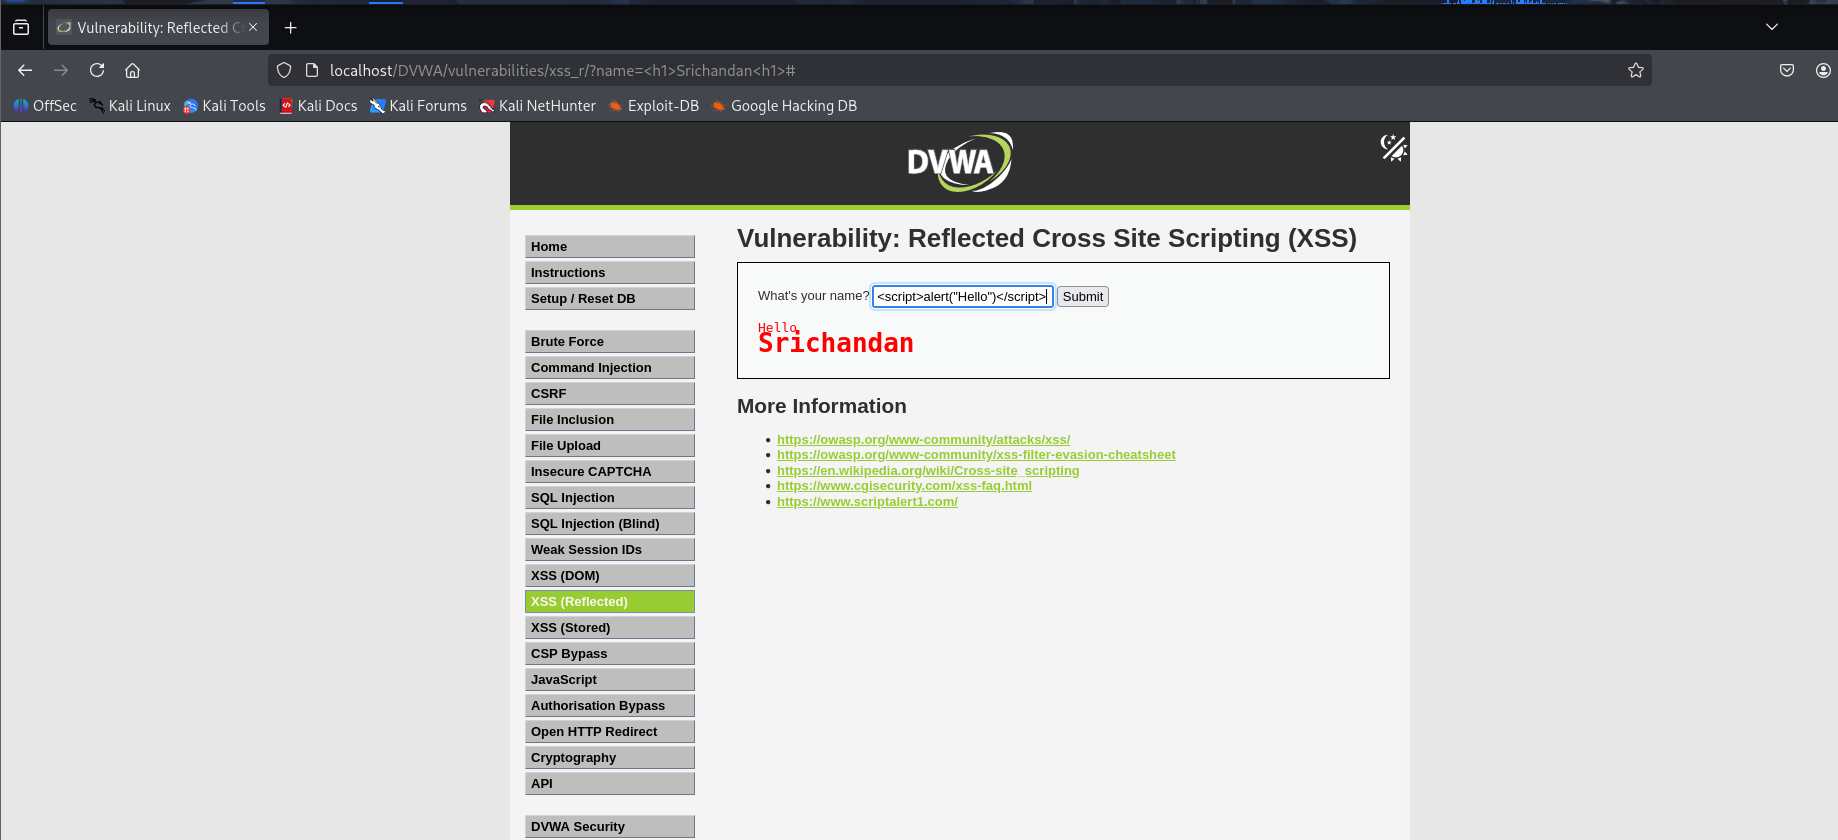 Vulnerability: Reflected C
localhost/DVWA/vulnerabilities/xss_r/?name=<h1>Srichandan<h1>#
OffSec Kali Linux Kali Tools Kali Docs Kali Forums Kali NetHunter Exploit-DB Google Hacking DB
DVWA
Home
Instructions
Setup / Reset DB
Brute Force
Command Injection
CSRF
File Inclusion
File Upload
Insecure CAPTCHA
SQL Injection
SQL Injection (Blind)
Weak Session IDs
XSS (DOM)
XSS (Reflected)
XSS (Stored)
CSP Bypass
JavaScript
Authorisation Bypass
Open HTTP Redirect
Cryptography
API
DVWA Security
Vulnerability: Reflected Cross Site Scripting (XSS)
What's your name? <script>alert("Hello")</script> Submit
Hello
Srichandan
More Information
https://owasp.org/www-community/attacks/xss/
https://owasp.org/www-community/xss-filter-evasion-cheatsheet
https://en.wikipedia.org/wiki/Cross-site_scripting
https://www.cgisecurity.com/xss-faq.html
https://www.scriptalert1.com/